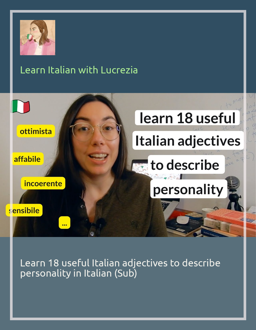 Learn Italian with Lucrezia
learn 18 useful
Italian adjectives
to describe
personality
ottimista
affabile
incoerente
sensibile
...
Learn 18 useful Italian adjectives to describe
personality in Italian (Sub)